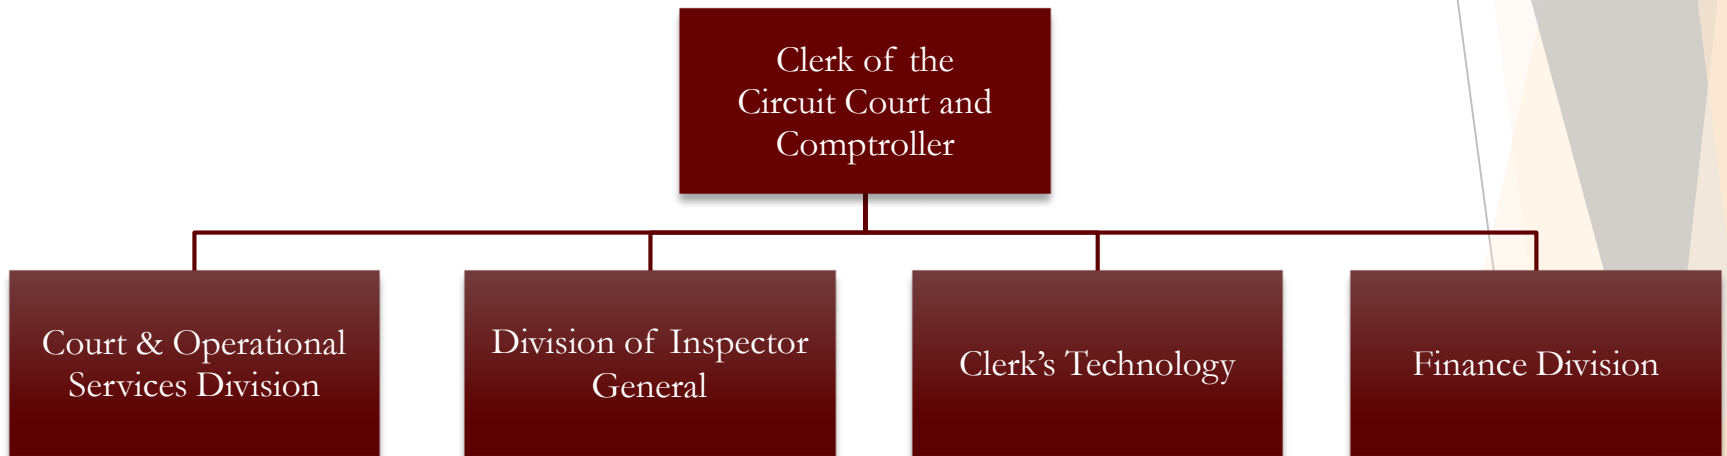 Clerk of the
Circuit Court and
Comptroller
Court & Operational
Services Division
Division of Inspector
General
Clerk’s Technology
Finance Division